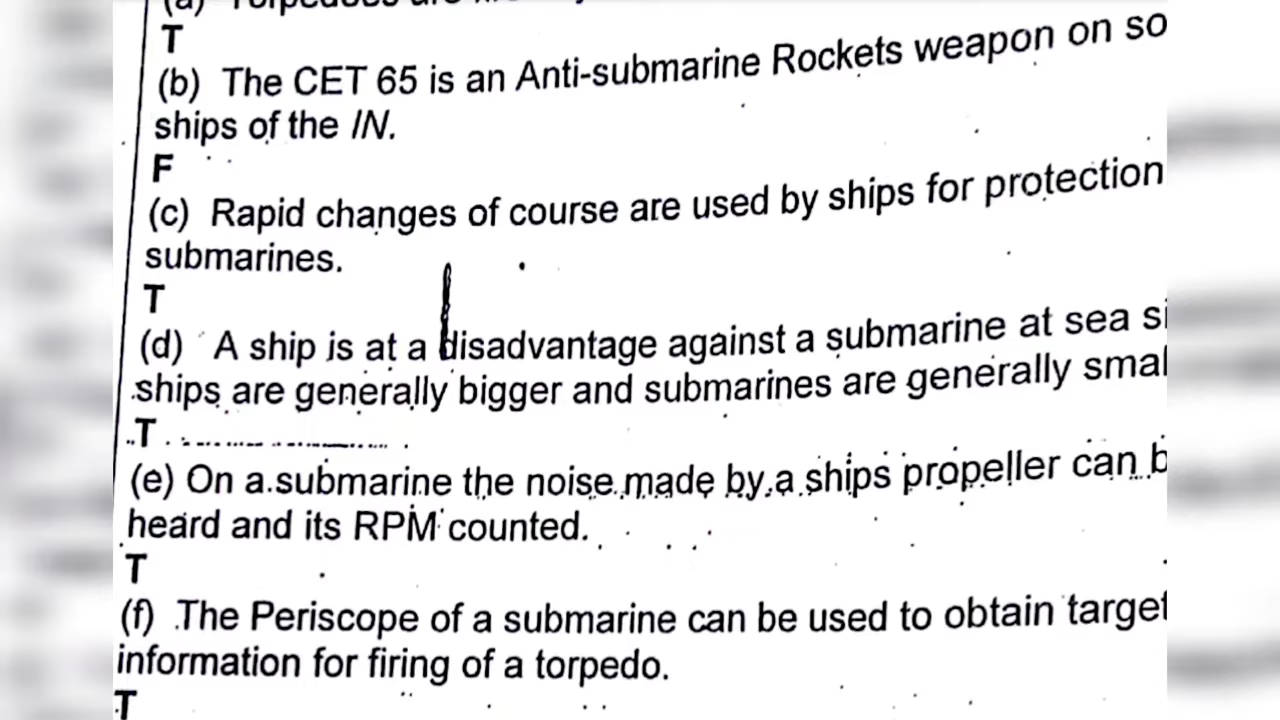 (a) Torpedoes are
T
(b) The CET 65 is an Anti-submarine Rockets weapon on so
ships of the IN.
F
(c) Rapid changes of course are used by ships for protection
submarines.
T
(d) A ship is at a disadvantage against a submarine at sea si
ships are generally bigger and submarines are generally smal
T
(e) On a submarine the noise made by a ships propeller can b
heard and its RPM counted.
T
(f) The Periscope of a submarine can be used to obtain target
information for firing of a torpedo.
T